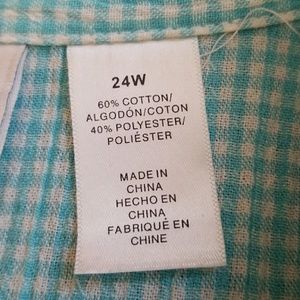 24W
60% COTTON/
ALGODÓN/COTON
40% POLYESTER/
POLIÉSTER
MADE IN
CHINA
HECHO EN
CHINA
FABRIQUÉ EN
CHINE